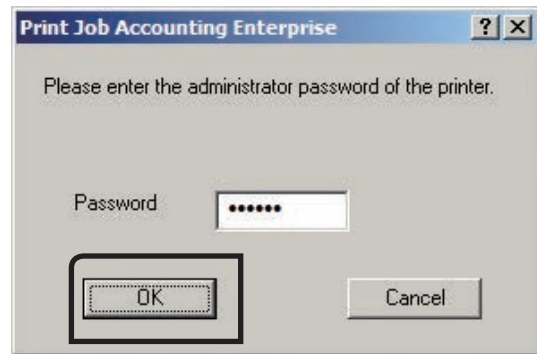 Print Job Accounting Enterprise ? X
Please enter the administrator password of the printer.
Password ••••••
OK Cancel